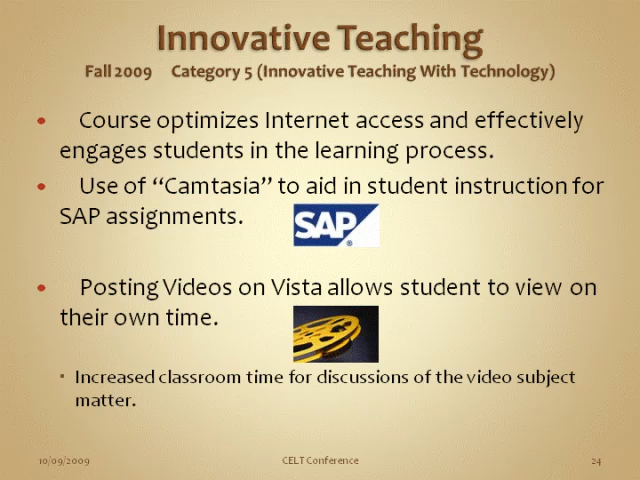 Innovative Teaching
Fall 2009 Category 5 (Innovative Teaching With Technology)
• Course optimizes Internet access and effectively
engages students in the learning process.
• Use of “Camtasia” to aid in student instruction for
SAP assignments.
SAP ®
• Posting Videos on Vista allows student to view on
their own time.
▪ Increased classroom time for discussions of the video subject
matter.
10/09/2009 CELT Conference 24